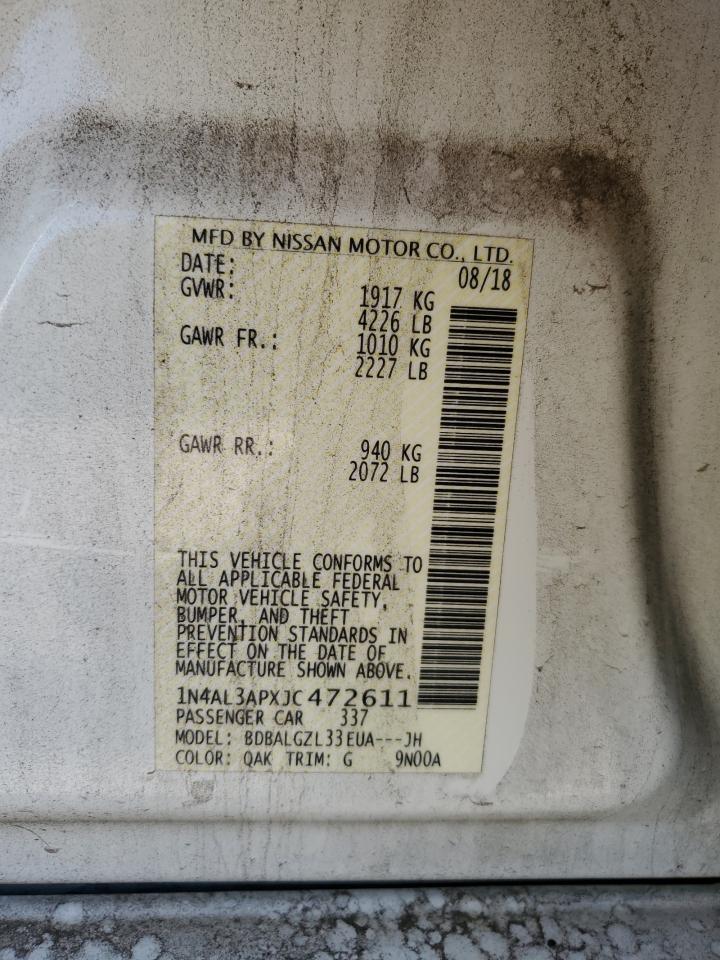 MFD BY NISSAN MOTOR CO., LTD.
DATE: 08/18
GVWR: 1917 KG
4226 LB
GAWR FR.: 1010 KG
2227 LB
GAWR RR.: 940 KG
2072 LB
THIS VEHICLE CONFORMS TO
ALL APPLICABLE FEDERAL
MOTOR VEHICLE SAFETY,
BUMPER, AND THEFT
PREVENTION STANDARDS IN
EFFECT ON THE DATE OF
MANUFACTURE SHOWN ABOVE.
1N4AL3APXJC472611
PASSENGER CAR 337
MODEL: BDBALGZL33EUA---JH
COLOR: QAK TRIM: G 9N00A